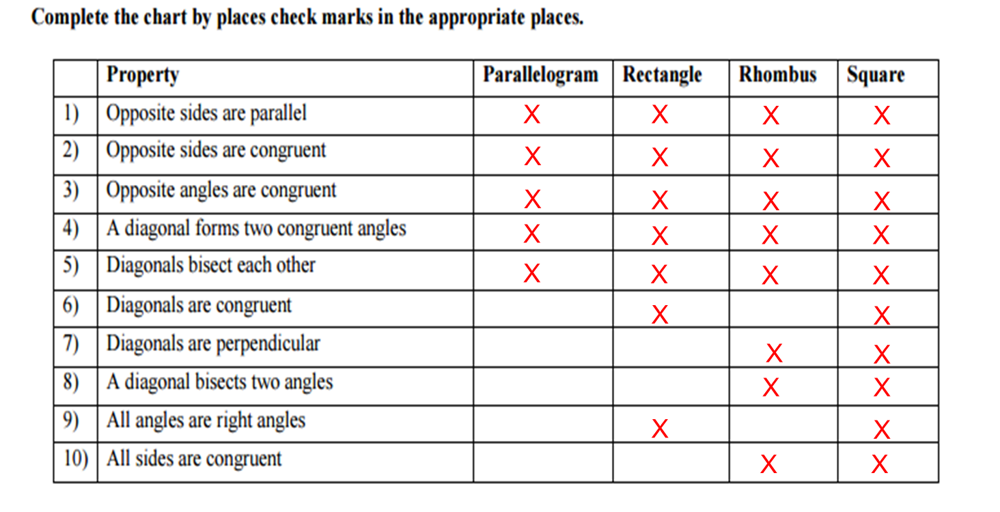 Complete the chart by places check marks in the appropriate places.
Property Parallelogram Rectangle Rhombus Square
1) Opposite sides are parallel X X X X
2) Opposite sides are congruent X X X X
3) Opposite angles are congruent X X X X
4) A diagonal forms two congruent angles X X X X
5) Diagonals bisect each other X X X X
6) Diagonals are congruent X X
7) Diagonals are perpendicular X X
8) A diagonal bisects two angles X X
9) All angles are right angles X X
10) All sides are congruent X X